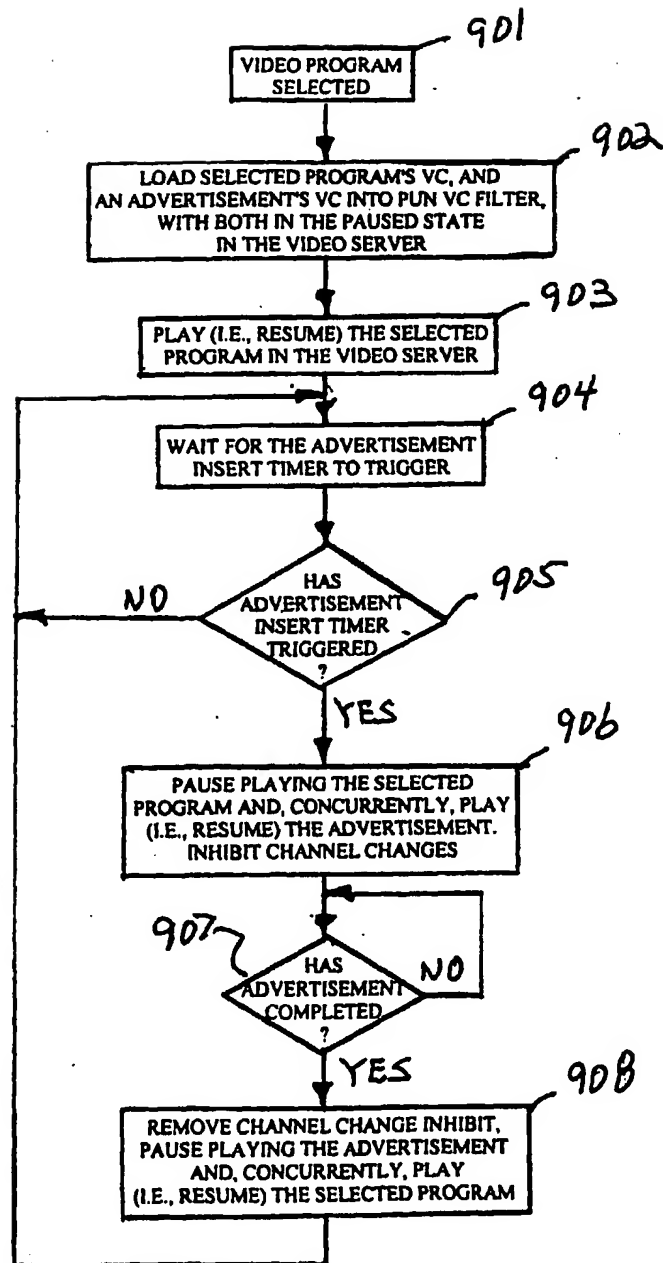 901
VIDEO PROGRAM
SELECTED
902
LOAD SELECTED PROGRAM'S VC, AND
AN ADVERTISEMENT'S VC INTO PUN VC FILTER,
WITH BOTH IN THE PAUSED STATE
IN THE VIDEO SERVER
903
PLAY (I.E., RESUME) THE SELECTED
PROGRAM IN THE VIDEO SERVER
904
WAIT FOR THE ADVERTISEMENT
INSERT TIMER TO TRIGGER
905
HAS
ADVERTISEMENT
INSERT TIMER
TRIGGERED
?
NO
YES
906
PAUSE PLAYING THE SELECTED
PROGRAM AND, CONCURRENTLY, PLAY
(I.E., RESUME) THE ADVERTISEMENT.
INHIBIT CHANNEL CHANGES
907
HAS
ADVERTISEMENT
COMPLETED
?
NO
YES
908
REMOVE CHANNEL CHANGE INHIBIT,
PAUSE PLAYING THE ADVERTISEMENT
AND, CONCURRENTLY, PLAY
(I.E., RESUME) THE SELECTED PROGRAM